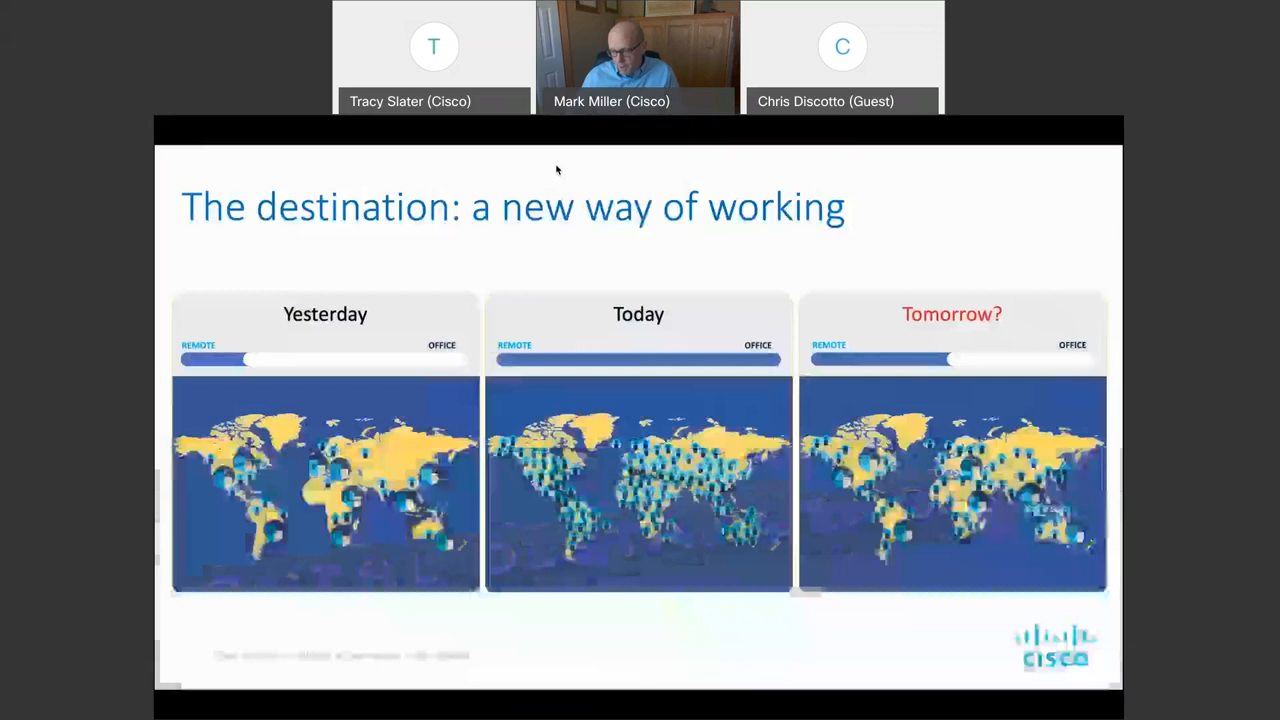 T
C
Tracy Slater (Cisco)
Mark Miller (Cisco)
Chris Discotto (Guest)
The destination: a new way of working
Yesterday
REMOTE OFFICE
Today
REMOTE OFFICE
Tomorrow?
REMOTE OFFICE
CISCO